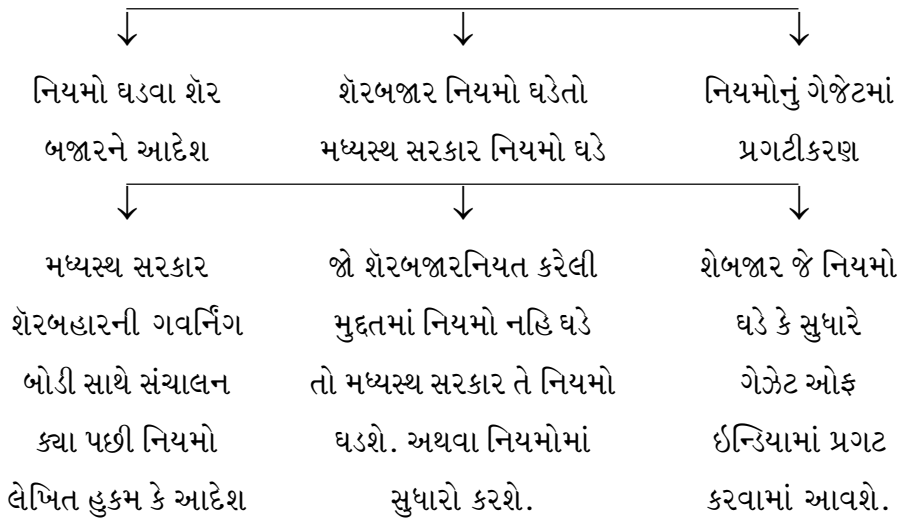 નિયમો ઘડવા શૅર
બજારને આદેશ
શૅરબજાર નિયમો ઘડેતો
મધ્યસ્થ સરકાર નિયમો ઘડે
નિયમોનું ગેજેટમાં
પ્રગટીકરણ
મધ્યસ્થ સરકાર
શૅરબહારની ગવર્નિંગ
બોડી સાથે સંચાલન
ક્યા પછી નિયમો
લેખિત હુકમ કે આદેશ
જો શૅરબજારનિયત કરેલી
મુદ્દતમાં નિયમો નહિ ઘડે
તો મધ્યસ્થ સરકાર તે નિયમો
ઘડશે. અથવા નિયમોમાં
સુધારો કરશે.
શેબજાર જે નિયમો
ઘડે કે સુધારે
ગેઝેટ ઓફ
ઇન્ડિયામાં પ્રગટ
કરવામાં આવશે.